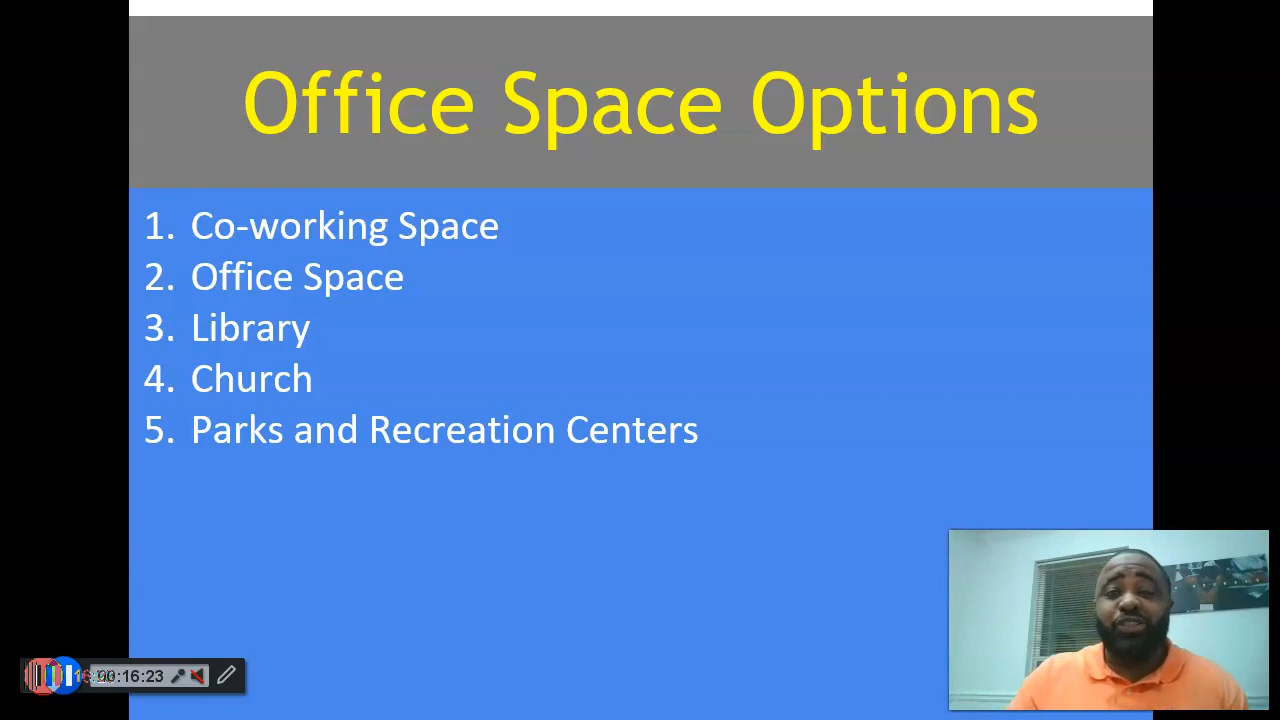 Office Space Options
1. Co-working Space
2. Office Space
3. Library
4. Church
5. Parks and Recreation Centers
00:16:23